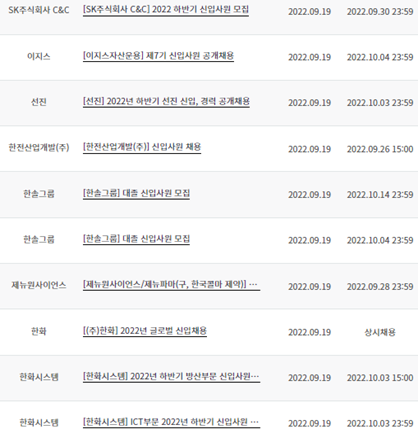 SK주식회사 C&C [SK주식회사 C&C] 2022 하반기 신입사원 모집 2022.09.19 2022.09.30 23:59
이지스 [이지스자산운용] 제7기 신입사원 공개채용 2022.09.19 2022.10.04 23:59
선진 [선진] 2022년 하반기 선진 신입, 경력 공개채용 2022.09.19 2022.10.03 23:59
한전산업개발(주) [한전산업개발(주)] 신입사원 채용 2022.09.19 2022.09.26 15:00
한솔그룹 [한솔그룹] 대졸 신입사원 모집 2022.09.19 2022.10.14 23:59
한솔그룹 [한솔그룹] 대졸 신입사원 모집 2022.09.19 2022.10.04 23:59
제뉴원사이언스 [제뉴원사이언스/제뉴파마(구, 한국콜마 제약)] … 2022.09.19 2022.09.28 23:59
한화 [(주)한화] 2022년 글로벌 신입채용 2022.09.19 상시채용
한화시스템 [한화시스템] 2022년 하반기 방산부문 신입사원… 2022.09.19 2022.10.03 15:00
한화시스템 [한화시스템] ICT부문 2022년 하반기 신입사원 … 2022.09.19 2022.10.03 23:59